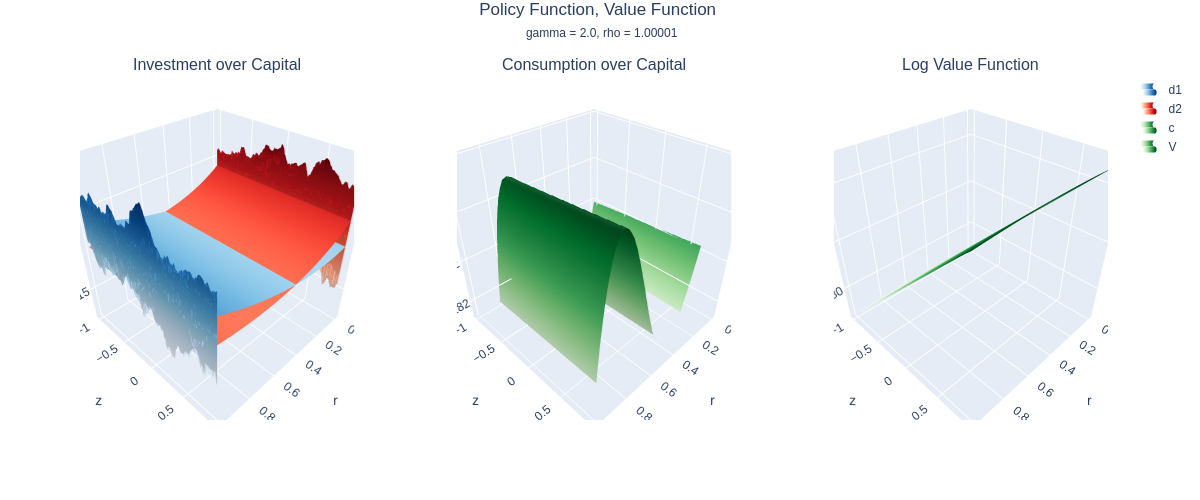 Policy Function, Value Function
gamma = 2.0, rho = 1.00001
Investment over Capital
Consumption over Capital
Log Value Function
d1
d2
c
V
−1
−0.5
0
0.5
z
0
0.2
0.4
0.6
0.8
r
82
−1
−0.5
0
0.5
z
0
0.2
0.4
0.6
0.8
r
−1
−0.5
0
0.5
z
0
0.2
0.4
0.6
0.8
r